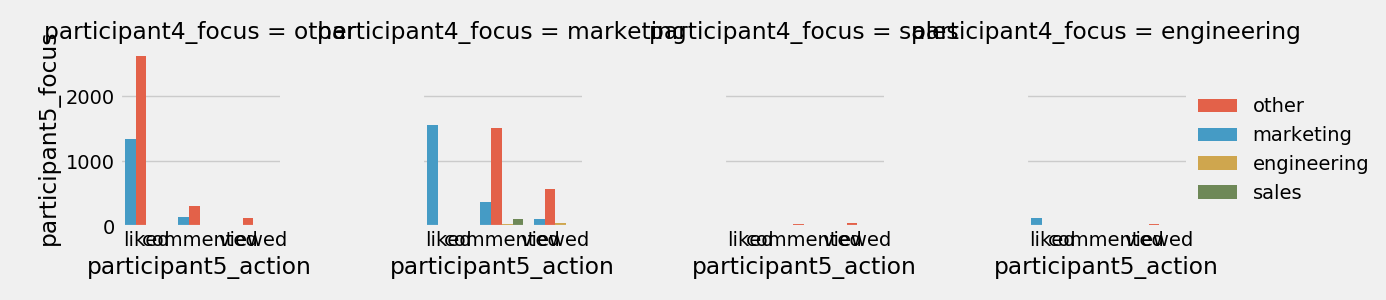 participant4_focus = other
participant4_focus = marketing
participant4_focus = sales
participant4_focus = engineering
participant5_focus
2000
1000
0
liked
commented
viewed
liked
commented
viewed
liked
commented
viewed
liked
commented
viewed
participant5_action
participant5_action
participant5_action
participant5_action
other
marketing
engineering
sales